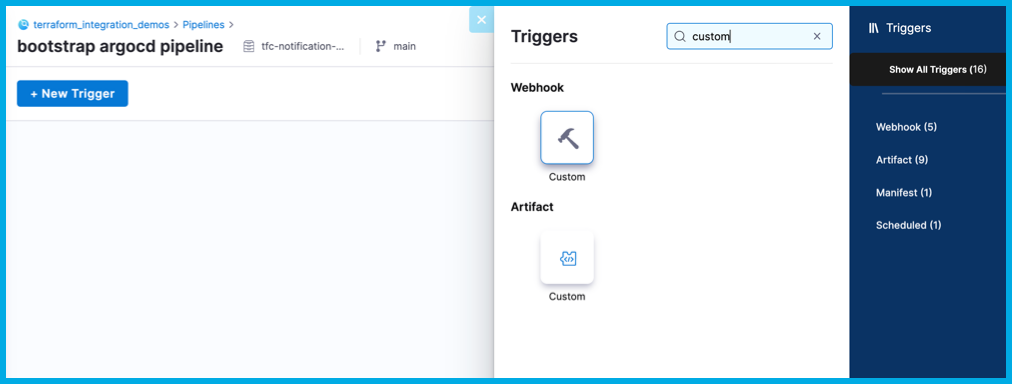 terraform_integration_demos > Pipelines >
bootstrap argocd pipeline
tfc-notification-...
main
+ New Trigger
Triggers
custom
Webhook
Custom
Artifact
Custom
Triggers
Show All Triggers (16)
Webhook (5)
Artifact (9)
Manifest (1)
Scheduled (1)